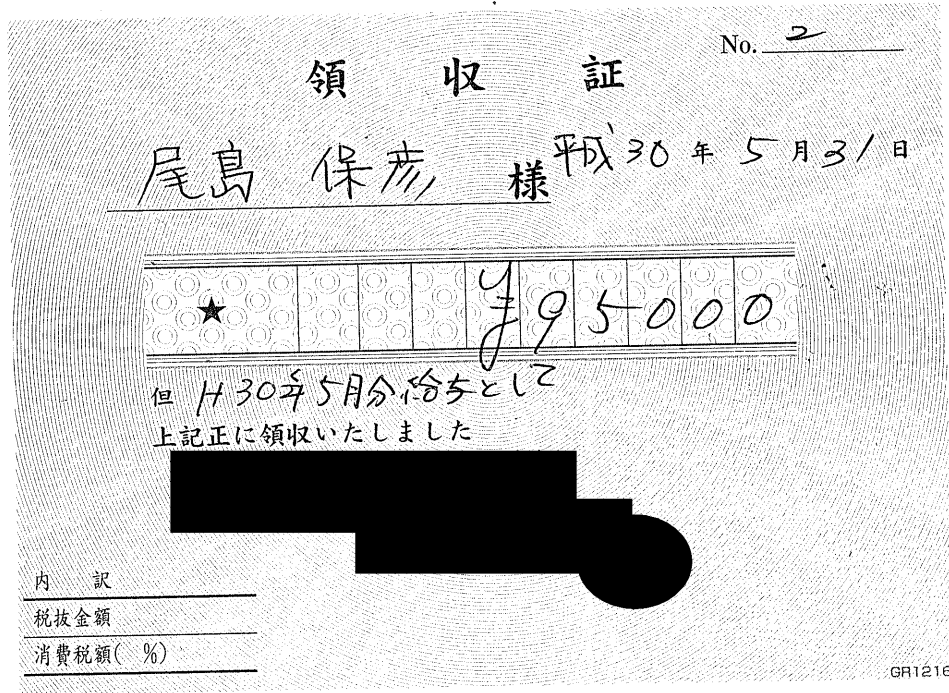 No. 2
領収証
尾島 保彦 様 平成30年5月31日
★ ¥95000
但 H30年5月分給与として
上記正に領収いたしました
内 訳
税抜金額
消費税額( %)
GR1216